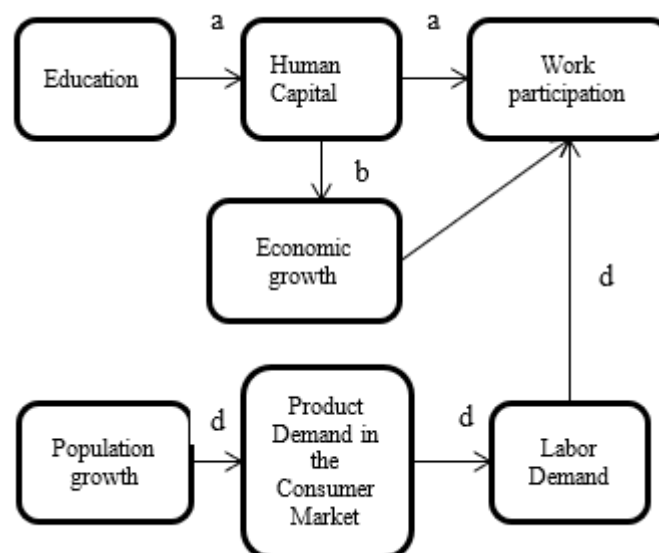 a
a
Education
Human
Capital
Work
participation
b
Economic
growth
d
Population
growth
d
Product
Demand in
the
Consumer
Market
d
Labor
Demand